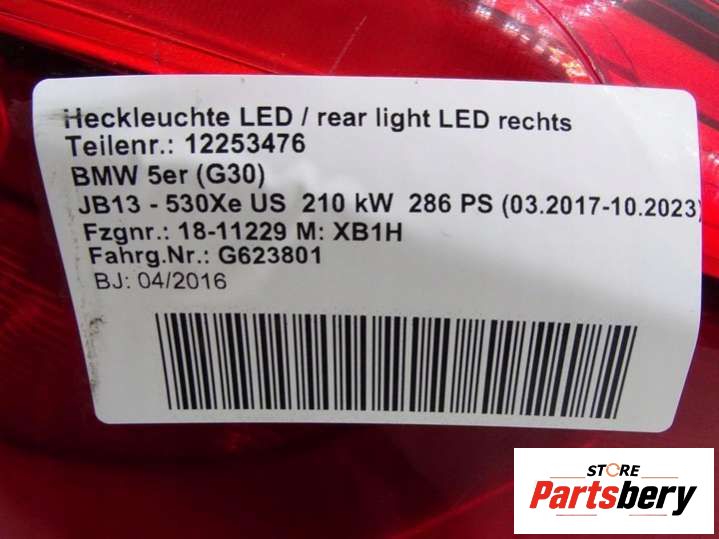 Heckleuchte LED / rear light LED rechts
Teilenr.: 12253476
BMW 5er (G30)
JB13 - 530Xe US 210 kW 286 PS (03.2017-10.2023)
Fzgnr.: 18-11229 M: XB1H
Fahrg.Nr.: G623801
BJ: 04/2016
STORE
Partsbery